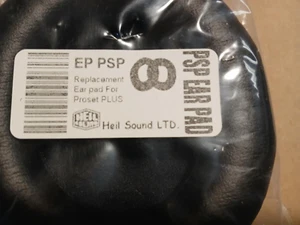 EP PSP
Replacement
Ear pad For
Proset PLUS
HEIL
Heil Sound LTD.
PSP EAR PAD